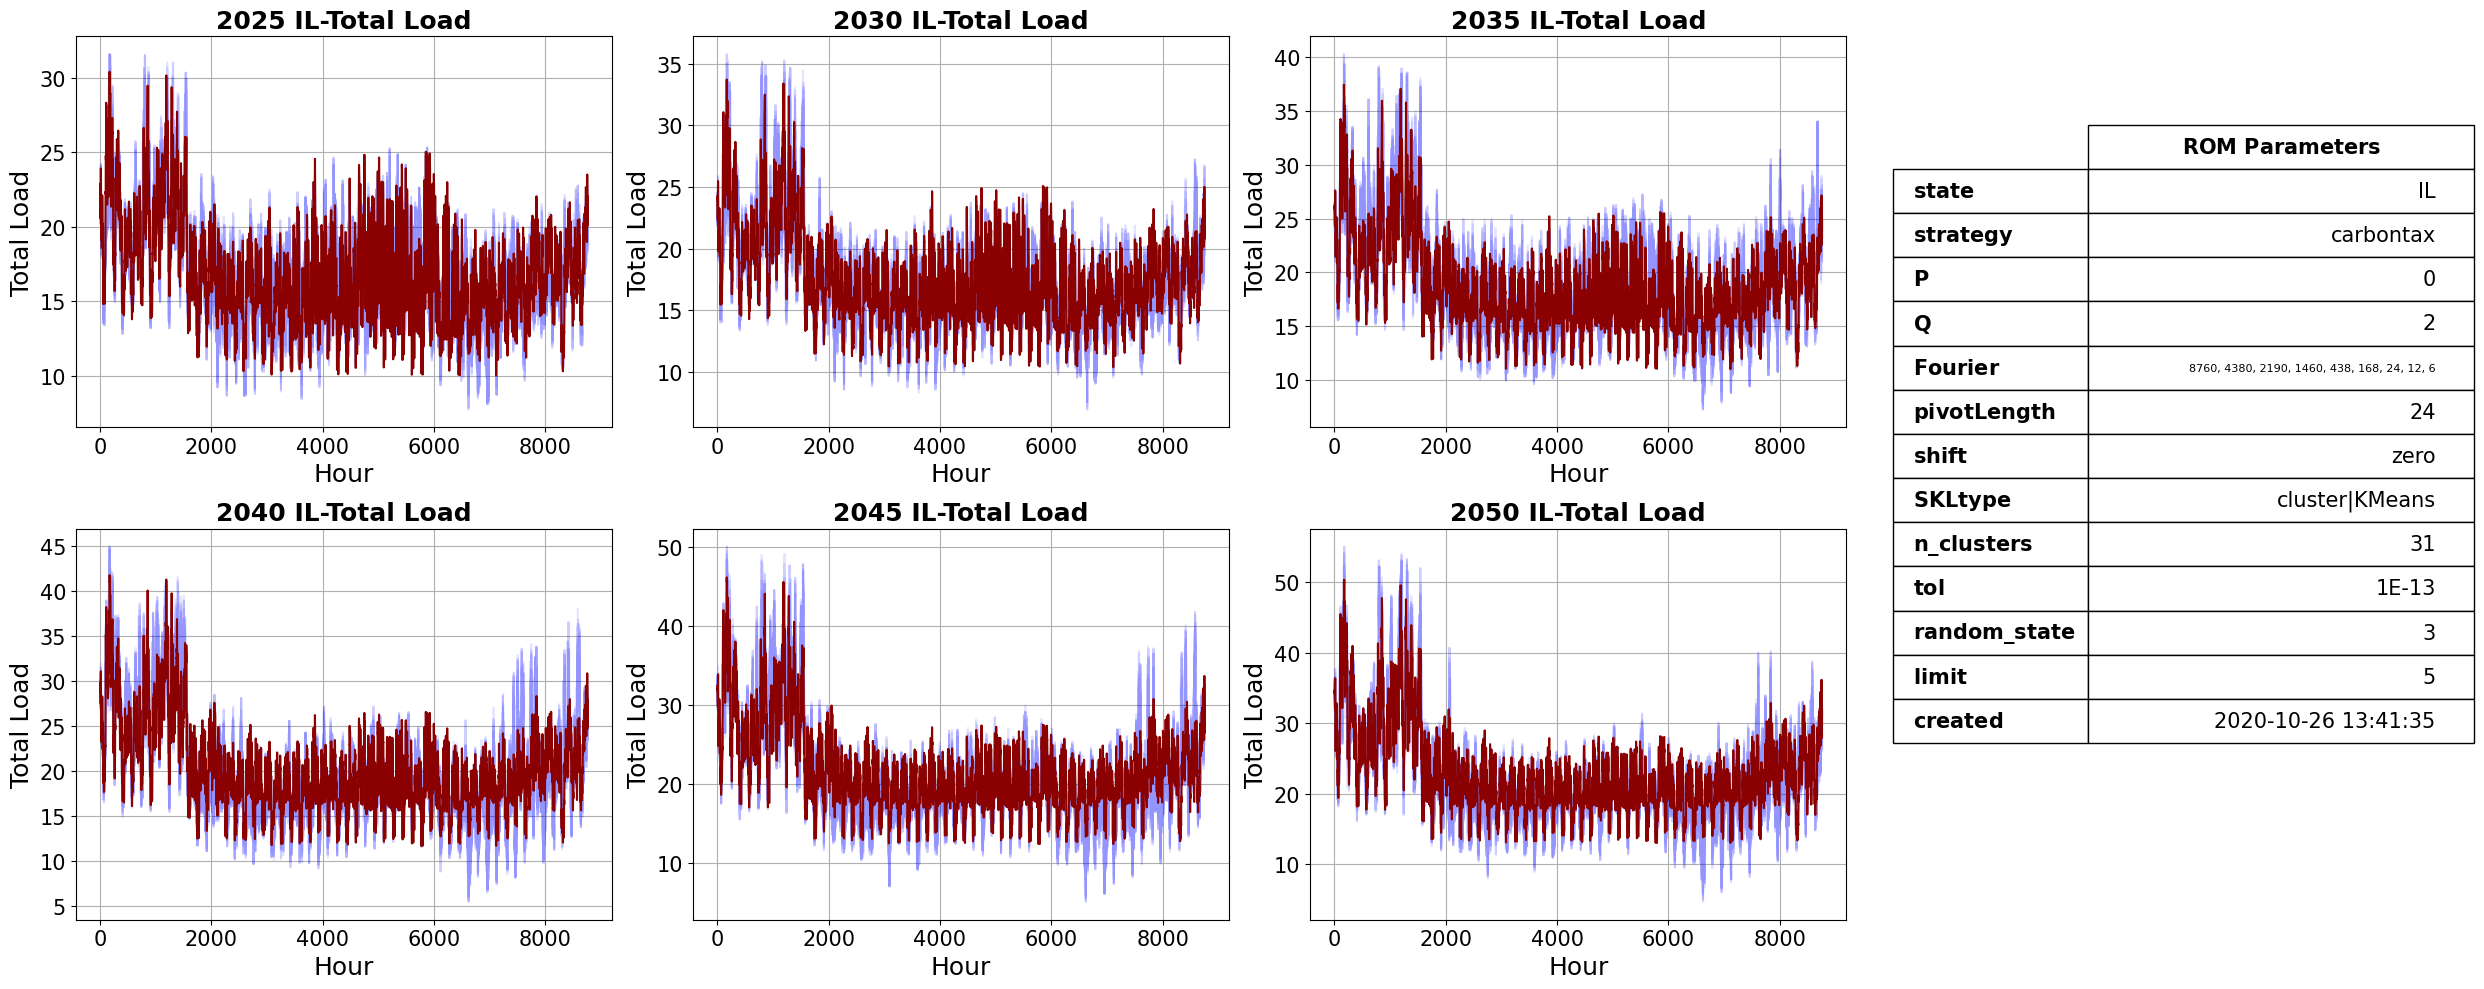 2025 IL-Total Load
Total Load
30
25
20
15
10
0 2000 4000 6000 8000
Hour
2030 IL-Total Load
Total Load
35
30
25
20
15
10
0 2000 4000 6000 8000
Hour
2035 IL-Total Load
Total Load
40
35
30
25
20
15
10
0 2000 4000 6000 8000
Hour
2040 IL-Total Load
Total Load
45
40
35
30
25
20
15
10
5
0 2000 4000 6000 8000
Hour
2045 IL-Total Load
Total Load
50
40
30
20
10
0 2000 4000 6000 8000
Hour
2050 IL-Total Load
Total Load
50
40
30
20
10
0 2000 4000 6000 8000
Hour
ROM Parameters
state IL
strategy carbontax
P 0
Q 2
Fourier 8760, 4380, 2190, 1460, 438, 168, 24, 12, 6
pivotLength 24
shift zero
SKLtype cluster|KMeans
n_clusters 31
tol 1E-13
random_state 3
limit 5
created 2020-10-26 13:41:35